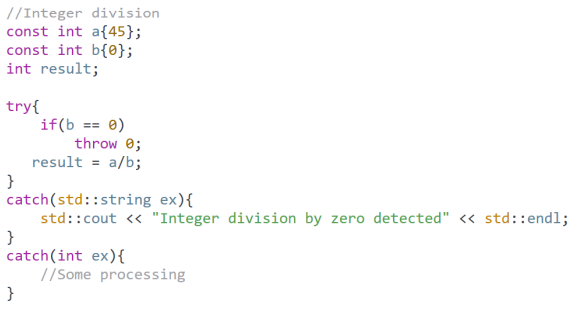 //Integer division
const int a{45};
const int b{0};
int result;

try{
    if(b == 0)
        throw 0;
   result = a/b;
}
catch(std::string ex){
    std::cout << "Integer division by zero detected" << std::endl;
}
catch(int ex){
    //Some processing
}